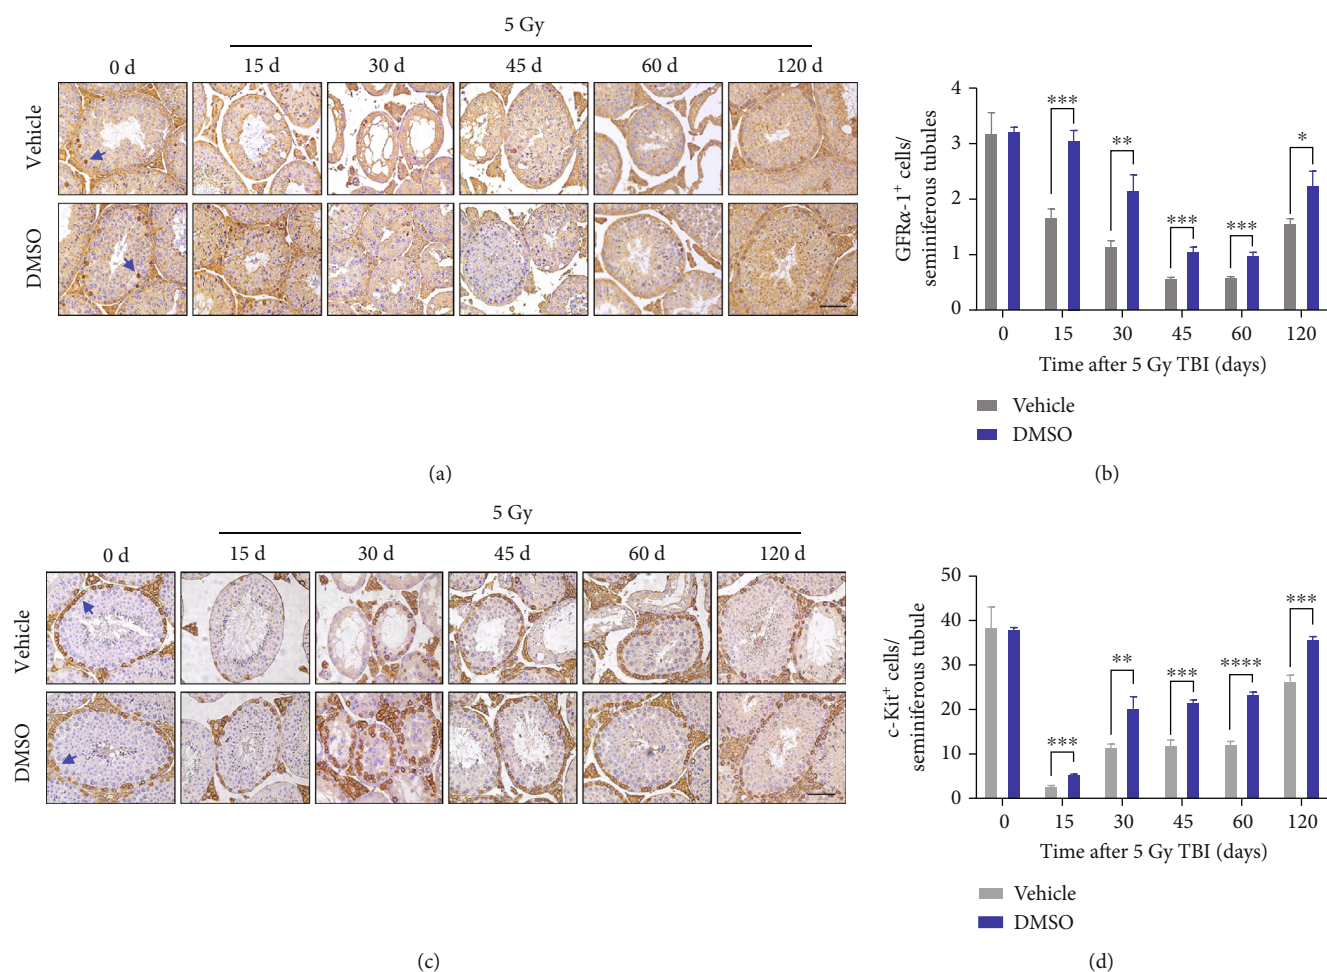 5 Gy
0 d 15 d 30 d 45 d 60 d 120 d
Vehicle
DMSO
(a)
GFRα-1⁺ cells/
seminiferous tubules
4
3
2
1
0
*** ** *** *** *
0 15 30 45 60 120
Time after 5 Gy TBI (days)
Vehicle
DMSO
(b)
5 Gy
0 d 15 d 30 d 45 d 60 d 120 d
Vehicle
DMSO
(c)
c-Kit⁺ cells/
seminiferous tubule
50
40
30
20
10
0
*** ** *** **** ***
0 15 30 45 60 120
Time after 5 Gy TBI (days)
Vehicle
DMSO
(d)